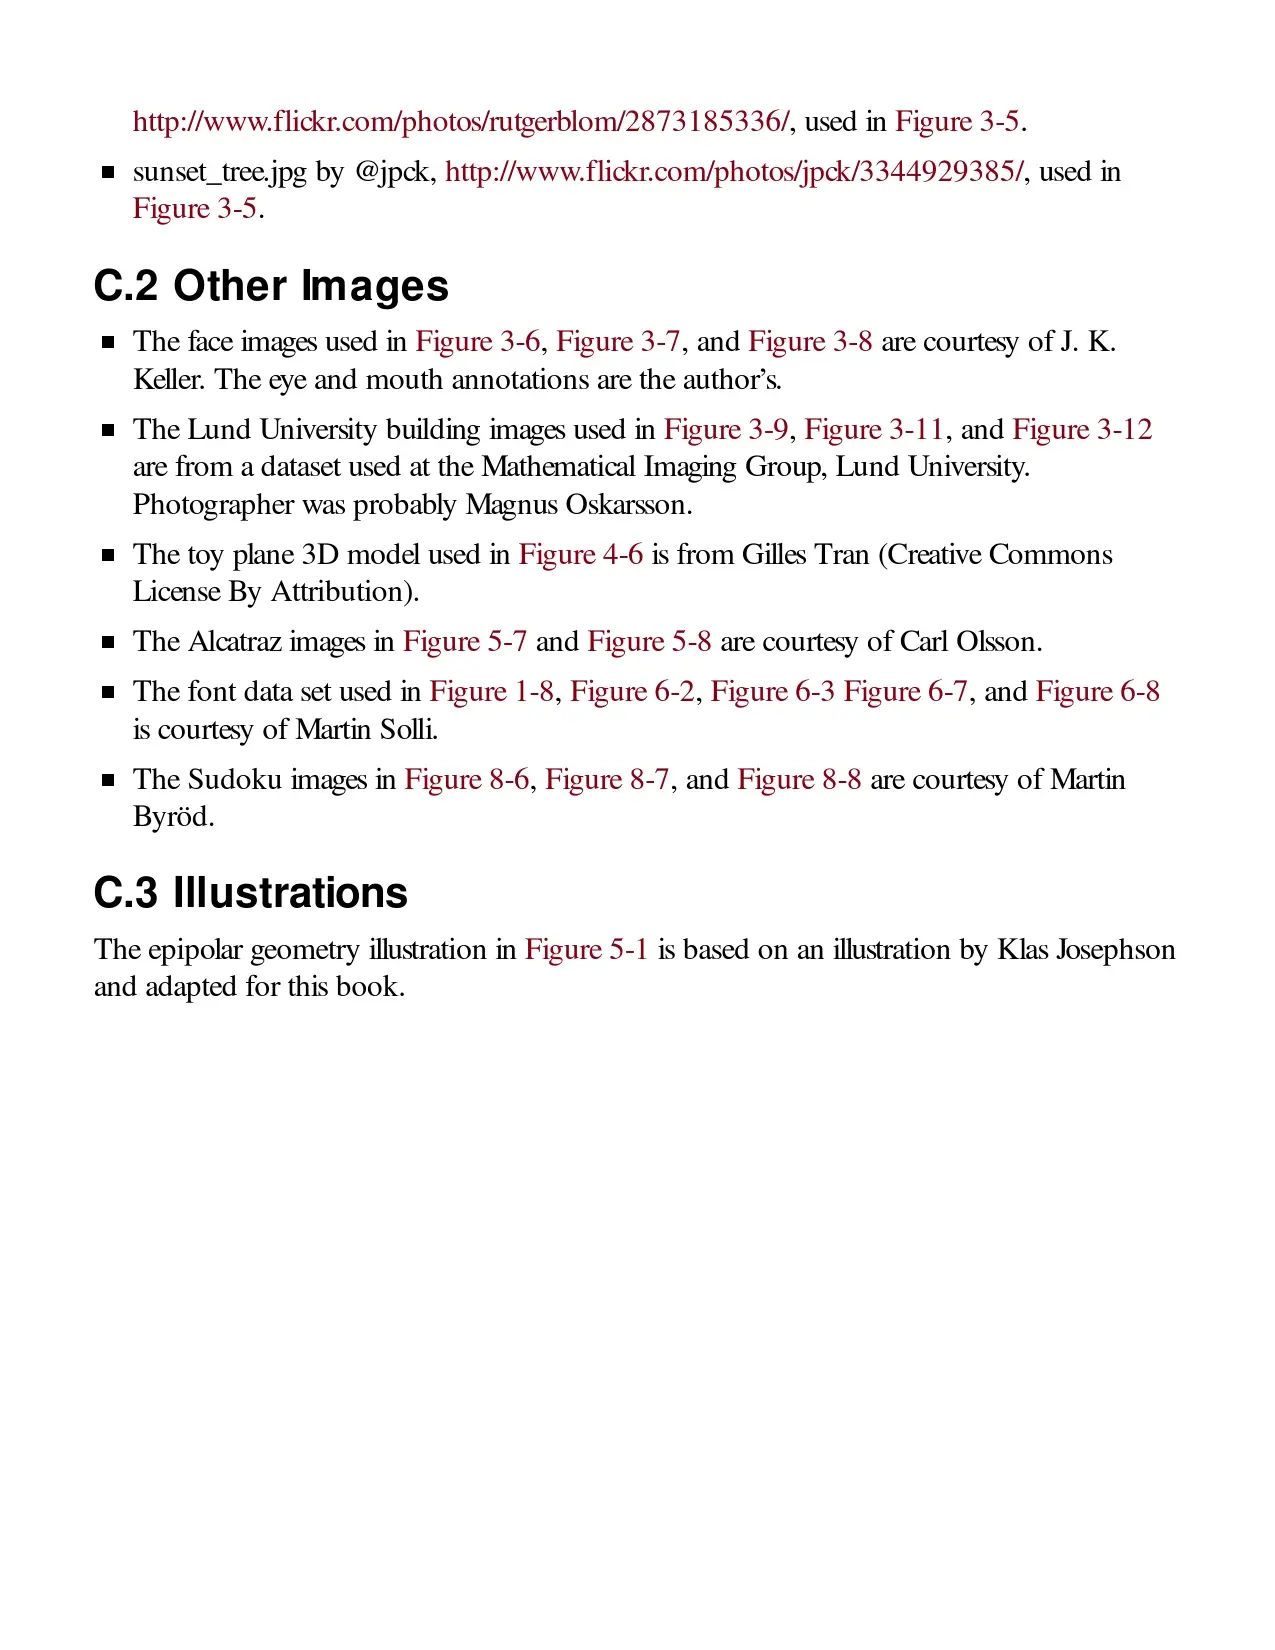 http://www.flickr.com/photos/rutgerblom/2873185336/, used in Figure 3-5.
■ sunset_tree.jpg by @jpck, http://www.flickr.com/photos/jpck/3344929385/, used in
Figure 3-5.
C.2 Other Images
■ The face images used in Figure 3-6, Figure 3-7, and Figure 3-8 are courtesy of J. K.
Keller. The eye and mouth annotations are the author’s.
■ The Lund University building images used in Figure 3-9, Figure 3-11, and Figure 3-12
are from a dataset used at the Mathematical Imaging Group, Lund University.
Photographer was probably Magnus Oskarsson.
■ The toy plane 3D model used in Figure 4-6 is from Gilles Tran (Creative Commons
License By Attribution).
■ The Alcatraz images in Figure 5-7 and Figure 5-8 are courtesy of Carl Olsson.
■ The font data set used in Figure 1-8, Figure 6-2, Figure 6-3 Figure 6-7, and Figure 6-8
is courtesy of Martin Solli.
■ The Sudoku images in Figure 8-6, Figure 8-7, and Figure 8-8 are courtesy of Martin
Byröd.
C.3 Illustrations
The epipolar geometry illustration in Figure 5-1 is based on an illustration by Klas Josephson
and adapted for this book.